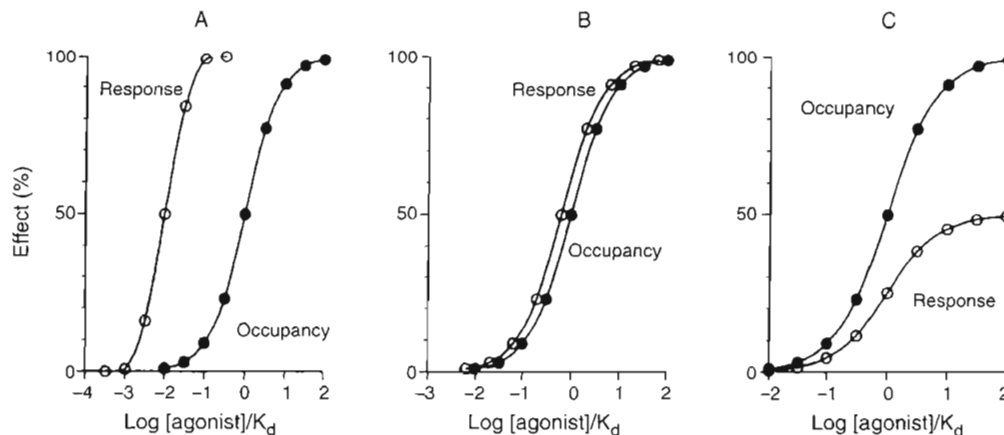 A
B
C
Effect (%)
100
50
0
Response
Occupancy
−4 −3 −2 −1 0 1 2
Log [agonist]/Kd
100
50
0
Response
Occupancy
−3 −2 −1 0 1 2
Log [agonist]/Kd
100
50
0
Occupancy
Response
−2 −1 0 1 2
Log [agonist]/Kd